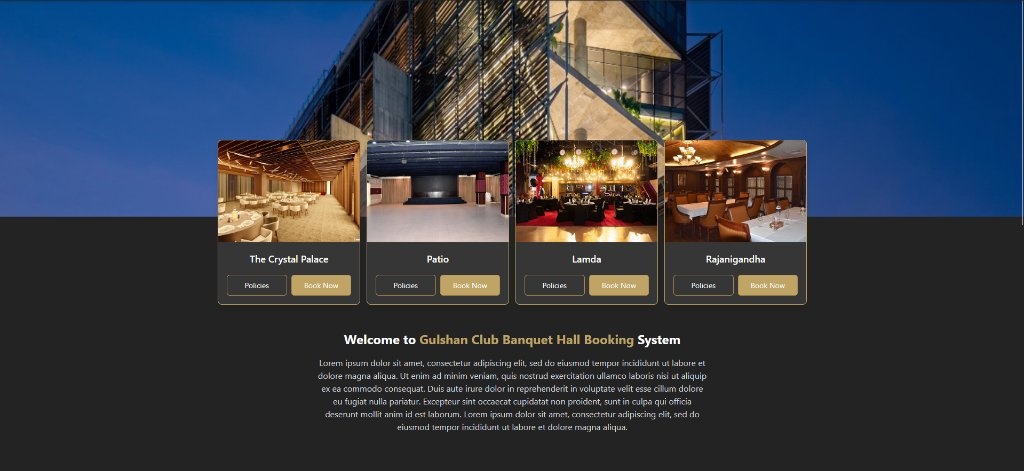 The Crystal Palace
Policies
Book Now
Patio
Policies
Book Now
Lamda
Policies
Book Now
Rajanigandha
Policies
Book Now
Welcome to Gulshan Club Banquet Hall Booking System
Lorem ipsum dolor sit amet, consectetur adipiscing elit, sed do eiusmod tempor incididunt ut labore et
dolore magna aliqua. Ut enim ad minim veniam, quis nostrud exercitation ullamco laboris nisi ut aliquip
ex ea commodo consequat. Duis aute irure dolor in reprehenderit in voluptate velit esse cillum dolore
eu fugiat nulla pariatur. Excepteur sint occaecat cupidatat non proident, sunt in culpa qui officia
deserunt mollit anim id est laborum. Lorem ipsum dolor sit amet, consectetur adipiscing elit, sed do
eiusmod tempor incididunt ut labore et dolore magna aliqua.